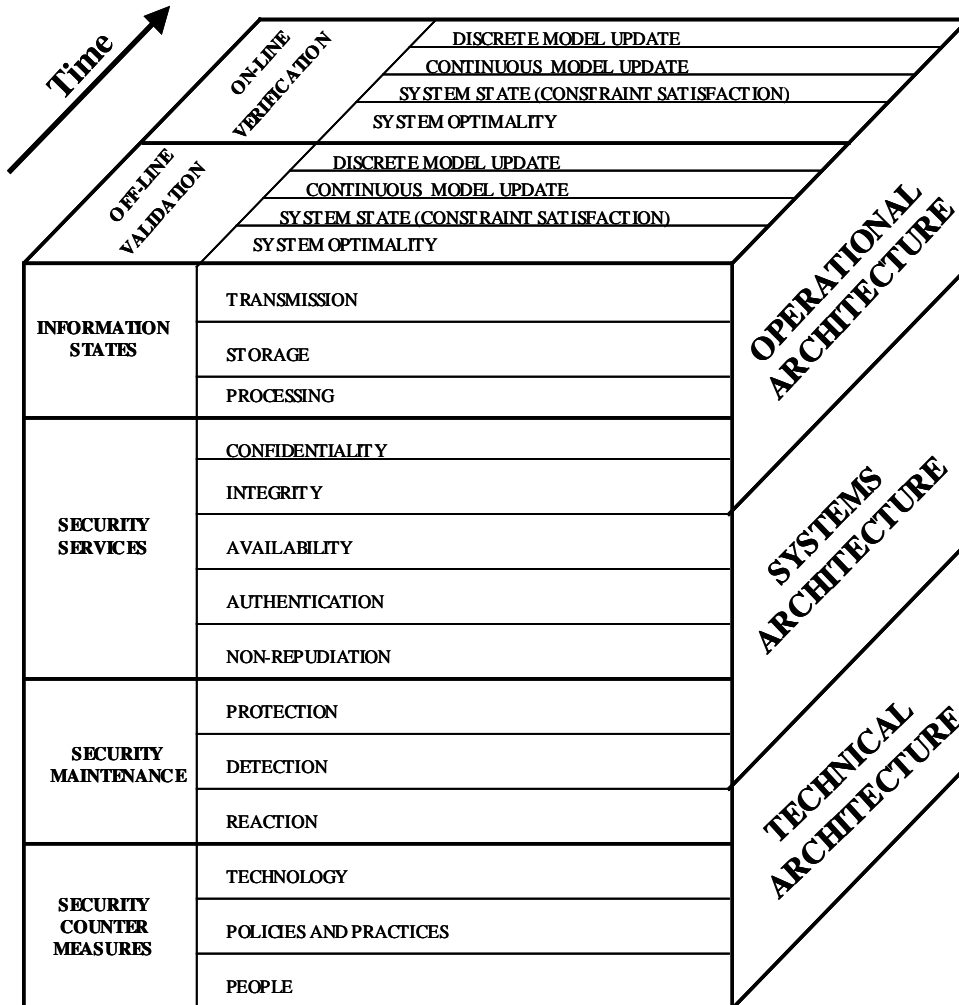 Time
ON-LINE
VERIFICATION
DISCRETE MODEL UPDATE
CONTINUOUS MODEL UPDATE
SYSTEM STATE (CONSTRAINT SATISFACTION)
SYSTEM OPTIMALITY
OFF-LINE
VALIDATION
DISCRETE MODEL UPDATE
CONTINUOUS MODEL UPDATE
SYSTEM STATE (CONSTRAINT SATISFACTION)
SYSTEM OPTIMALITY
INFORMATION
STATES
TRANSMISSION
STORAGE
PROCESSING
SECURITY
SERVICES
CONFIDENTIALITY
INTEGRITY
AVAILABILITY
AUTHENTICATION
NON-REPUDIATION
SECURITY
MAINTENANCE
PROTECTION
DETECTION
REACTION
SECURITY
COUNTER
MEASURES
TECHNOLOGY
POLICIES AND PRACTICES
PEOPLE
OPERATIONAL
ARCHITECTURE
SYSTEMS
ARCHITECTURE
TECHNICAL
ARCHITECTURE